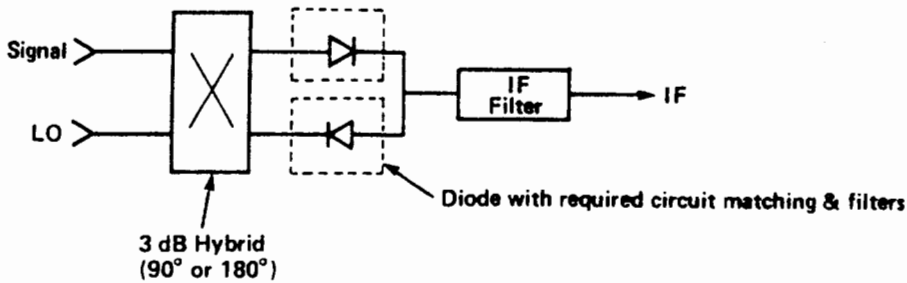 Signal
LO
IF
Filter
IF
Diode with required circuit matching & filters
3 dB Hybrid
(90° or 180°)